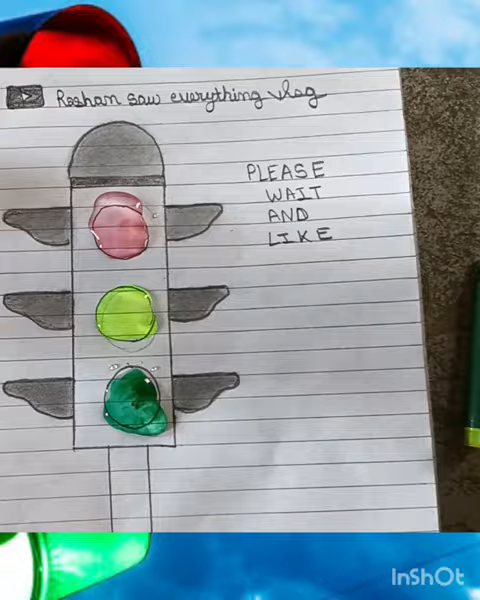 Roshan saw everything vlog
PLEASE
WAIT
AND
LIKE
InShOt